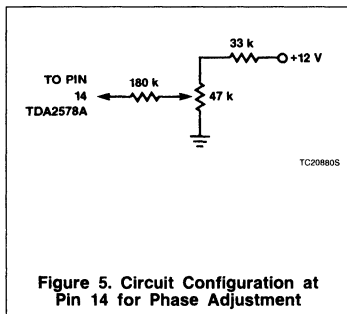 33 k
+12 V
TO PIN
14
TDA2578A
180 k
47 k
TC20880S
Figure 5. Circuit Configuration at
Pin 14 for Phase Adjustment